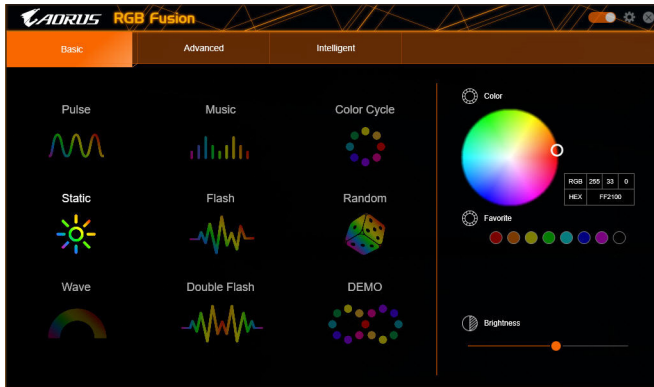 AORUS RGB Fusion
Basic Advanced Intelligent
Pulse Music Color Cycle
Static Flash Random
Wave Double Flash DEMO
Color
RGB 255 33 0
HEX FF2100
Favorite
Brightness